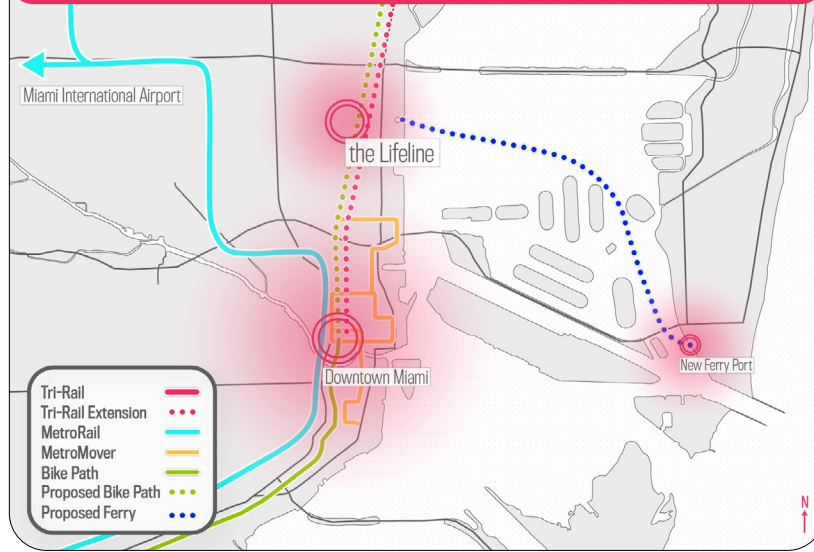 Miami International Airport
the Lifeline
New Ferry Port
Downtown Miami
Tri-Rail
Tri-Rail Extension
MetroRail
MetroMover
Bike Path
Proposed Bike Path
Proposed Ferry
N